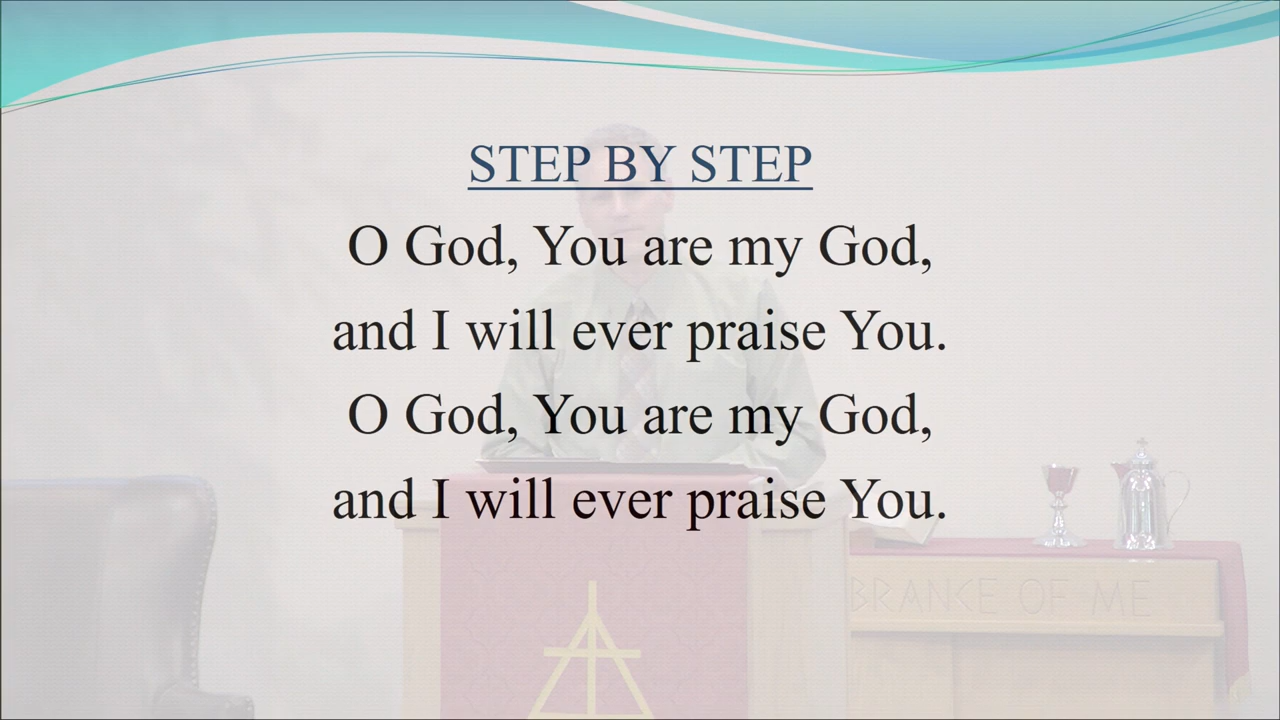 STEP BY STEP
O God, You are my God,
and I will ever praise You.
O God, You are my God,
and I will ever praise You.
BRANCE OF ME